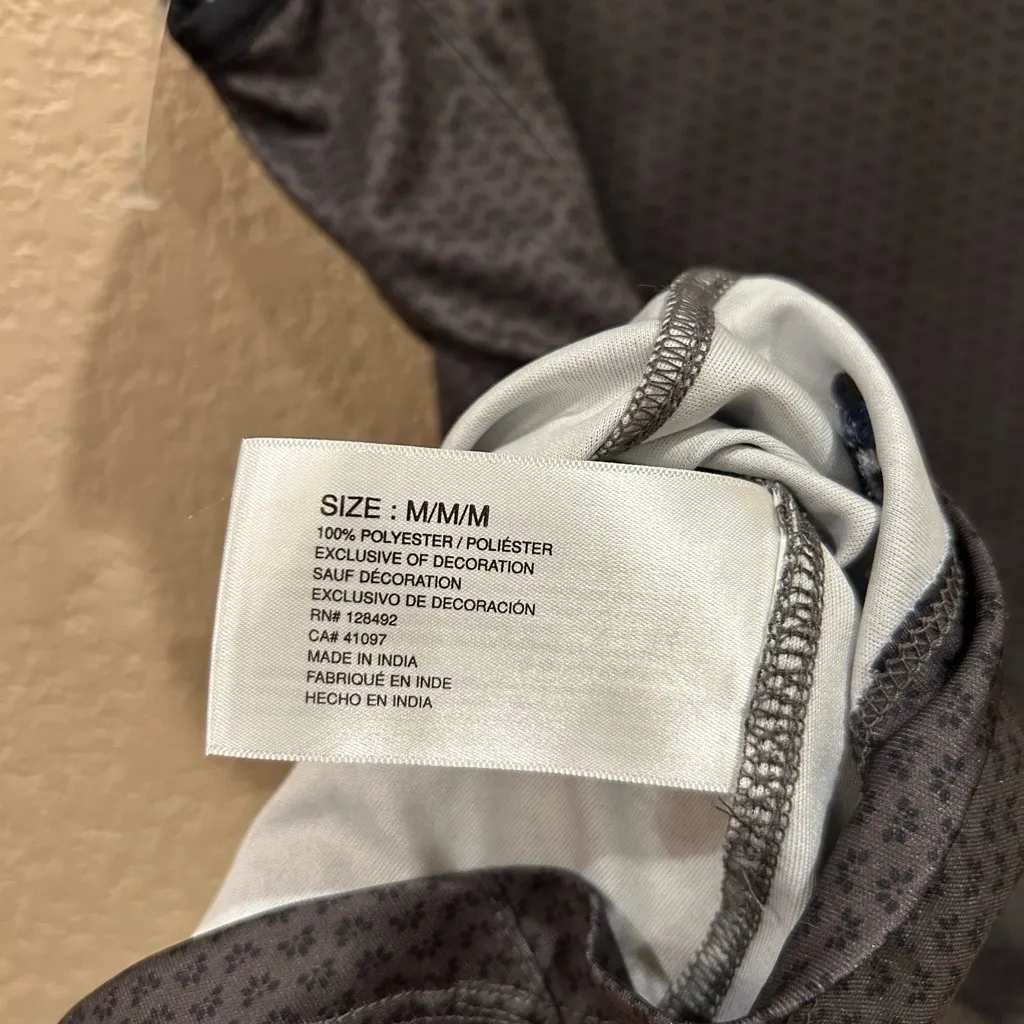 SIZE : M/M/M
100% POLYESTER / POLIÉSTER
EXCLUSIVE OF DECORATION
SAUF DÉCORATION
EXCLUSIVO DE DECORACIÓN
RN# 128492
CA# 41097
MADE IN INDIA
FABRIQUÉ EN INDE
HECHO EN INDIA